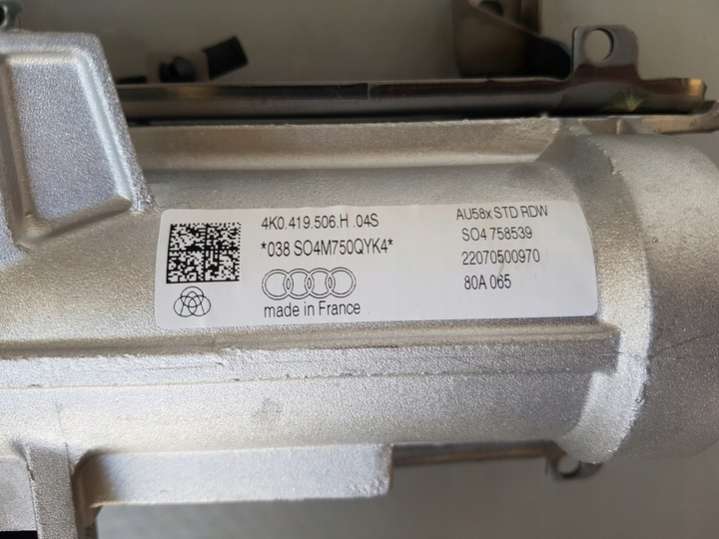 4K0.419.506.H .04S
*038 SO4M750QYK4*
made in France
AU58x STD RDW
SO4 758539
22070500970
80A 065